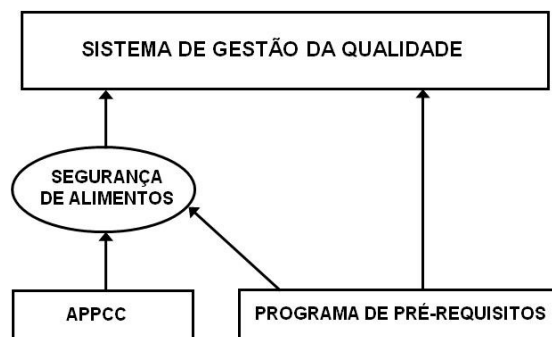 SISTEMA DE GESTÃO DA QUALIDADE
SEGURANÇA
DE ALIMENTOS
APPCC
PROGRAMA DE PRÉ-REQUISITOS